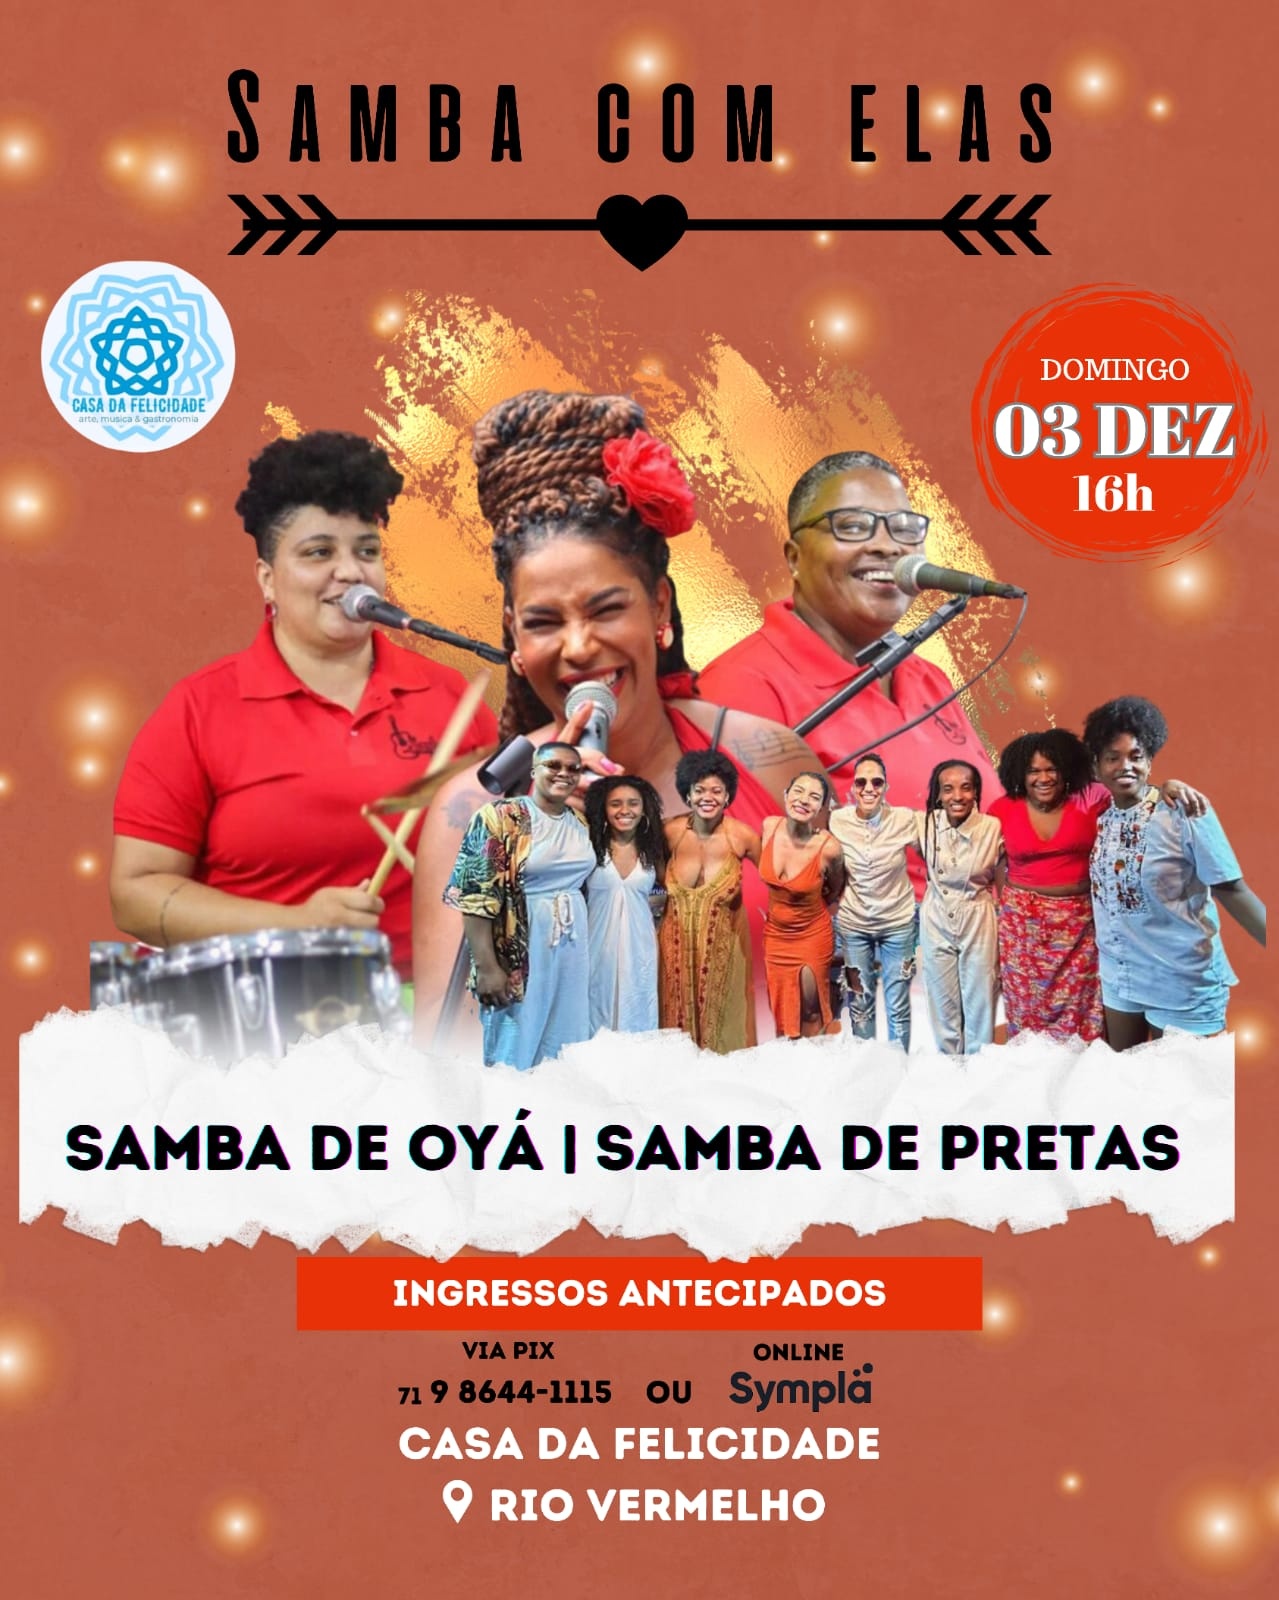 SAMBA COM ELAS
CASA DA FELICIDADE
arte, musica & gastronomia
DOMINGO
03 DEZ
16h
SAMBA DE OYÁ | SAMBA DE PRETAS
INGRESSOS ANTECIPADOS
VIA PIX
71 9 8644-1115
OU
ONLINE
Sympla
CASA DA FELICIDADE
RIO VERMELHO